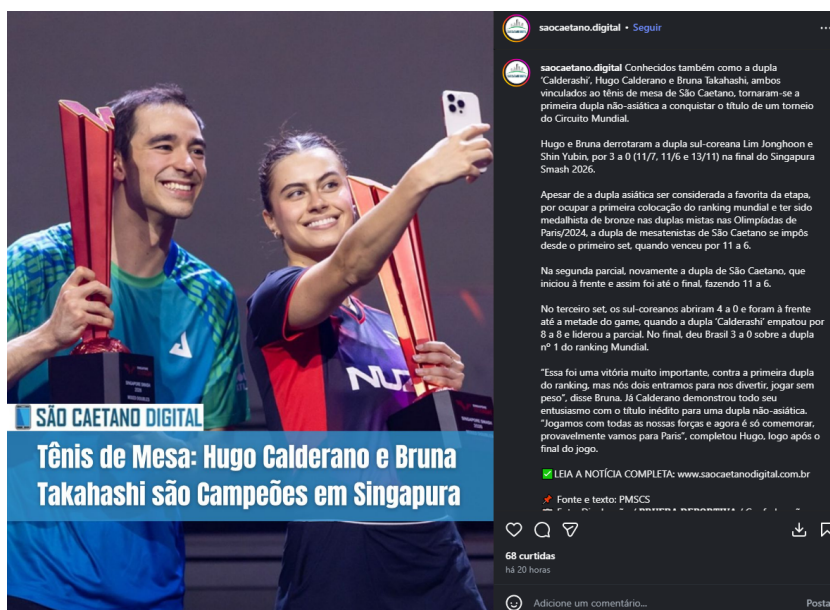 saocaetano.digital • Seguir
saocaetano.digital Conhecidos também como a dupla
‘Calderashi’, Hugo Calderano e Bruna Takahashi, ambos
vinculados ao tênis de mesa de São Caetano, tornaram-se a
primeira dupla não-asiática a conquistar o título de um torneio
do Circuito Mundial.
Hugo e Bruna derrotaram a dupla sul-coreana Lim Jonghoon e
Shin Yubin, por 3 a 0 (11/7, 11/6 e 13/11) na final do Singapura
Smash 2026.
Apesar de a dupla asiática ser considerada a favorita da etapa,
por ocupar a primeira colocação do ranking mundial e ter sido
medalhista de bronze nas duplas mistas nas Olimpíadas de
Paris/2024, a dupla de mesatenistas de São Caetano se impôs
desde o primeiro set, quando venceu por 11 a 6.
Na segunda parcial, novamente a dupla de São Caetano, que
iniciou à frente e assim foi até o final, fazendo 11 a 6.
No terceiro set, os sul-coreanos abriram 4 a 0 e foram à frente
até a metade do game, quando a dupla ‘Calderashi’ empatou por
8 a 8 e liderou a parcial. No final, deu Brasil 3 a 0 sobre a dupla
nº 1 do ranking Mundial.
“Essa foi uma vitória muito importante, contra a primeira dupla
do ranking, mas nós dois entramos para nos divertir, jogar sem
peso”, disse Bruna. Já Calderano demonstrou todo seu
entusiasmo com o título inédito para uma dupla não-asiática.
“Jogamos com todas as nossas forças e agora é só comemorar,
provavelmente vamos para Paris”, completou Hugo, logo após o
final do jogo.
✅ LEIA A NOTÍCIA COMPLETA: www.saocaetanodigital.com.br
📌 Fonte e texto: PMSCS
NU
SÃO CAETANO DIGITAL
Tênis de Mesa: Hugo Calderano e Bruna
Takahashi são Campeões em Singapura
68 curtidas
há 20 horas
Adicione um comentário...
Posta